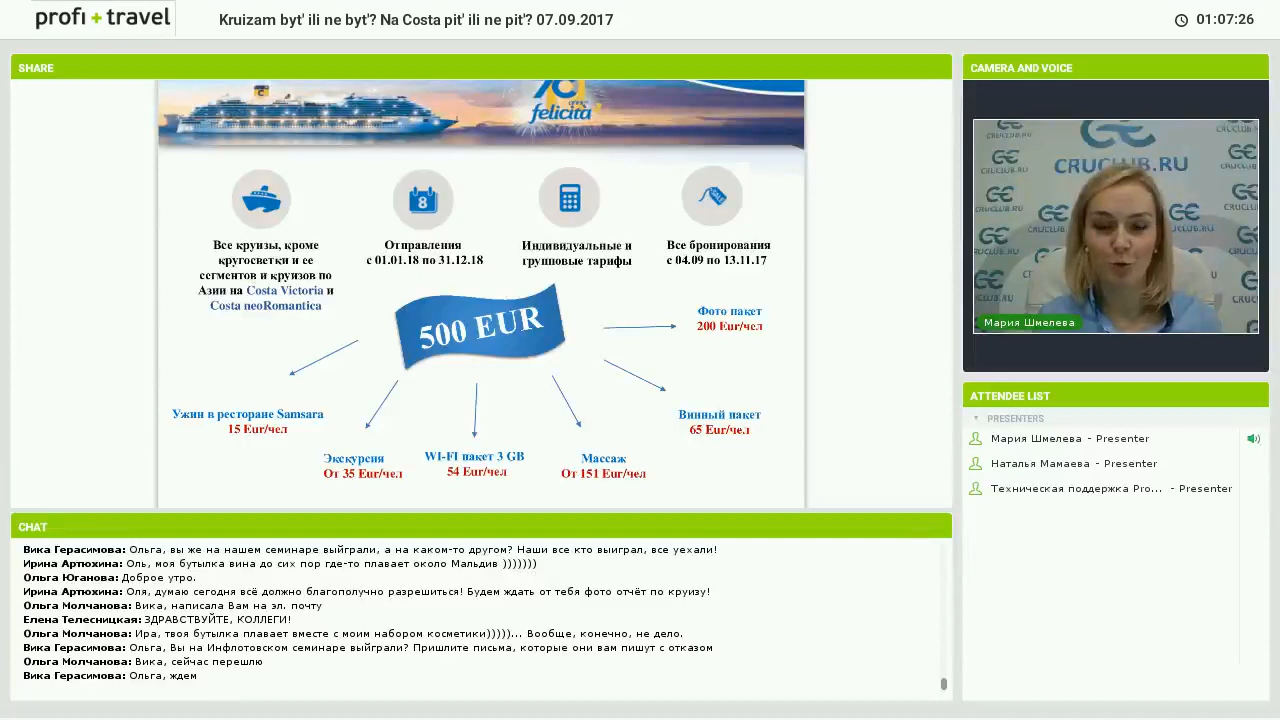 profi + travel
Kruizam byt' ili ne byt'? Na Costa pit' ili ne pit'? 07.09.2017
01:07:26
SHARE
felicità
8
SALE
Все круизы, кроме
кругосветки и ее
сегментов и круизов по
Азии на Costa Victoria и
Costa neoRomantica
Отправления
с 01.01.18 по 31.12.18
Индивидуальные и
групповые тарифы
Все бронирования
с 04.09 по 13.11.17
500 EUR
Фото пакет
200 Eur/чел
Ужин в ресторане Samsara
15 Eur/чел
Экскурсия
От 35 Eur/чел
WI-FI пакет 3 GB
54 Eur/чел
Массаж
От 151 Eur/чел
Винный пакет
65 Eur/чел
CAMERA AND VOICE
CRUCLUB.RU
Мария Шмелева
ATTENDEE LIST
PRESENTERS
Мария Шмелева - Presenter
Наталья Мамаева - Presenter
Техническая поддержка Pro... - Presenter
CHAT
Вика Герасимова: Ольга, вы же на нашем семинаре выйграли, а на каком-то другом? Наши все кто выиграл, все уехали!
Ирина Артюхина: Оль, моя бутылка вина до сих пор где-то плавает около Мальдив )))))))
Ольга Юганова: Доброе утро.
Ирина Артюхина: Оля, думаю сегодня всё должно благополучно разрешиться! Будем ждать от тебя фото отчёт по круизу!
Ольга Молчанова: Вика, написала Вам на эл. почту
Елена Телесницкая: ЗДРАВСТВУЙТЕ, КОЛЛЕГИ!
Ольга Молчанова: Ира, твоя бутылка плавает вместе с моим набором косметики)))))... Вообще, конечно, не дело.
Вика Герасимова: Ольга, Вы на Инфлотовском семинаре выйграли? Пришлите письма, которые они вам пишут с отказом
Ольга Молчанова: Вика, сейчас перешлю
Вика Герасимова: Ольга, ждем